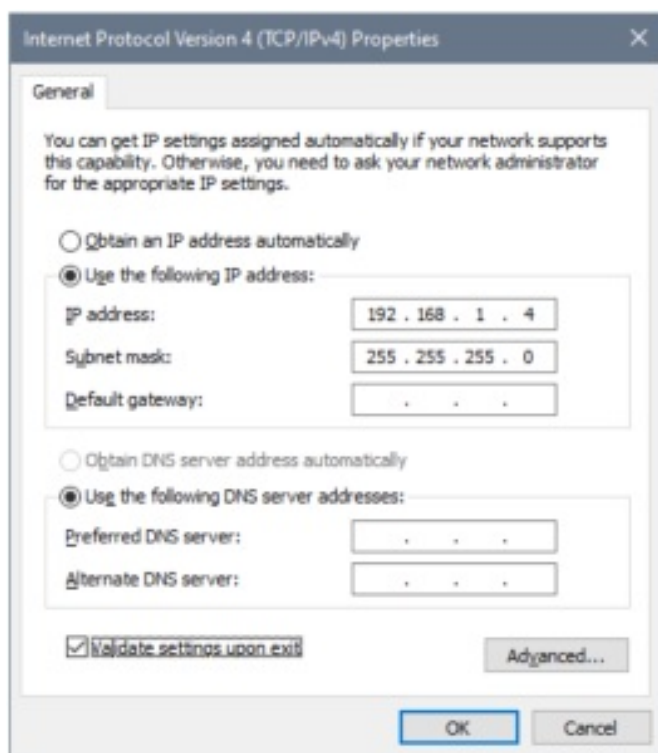 Internet Protocol Version 4 (TCP/IPv4) Properties
General
You can get IP settings assigned automatically if your network supports
this capability. Otherwise, you need to ask your network administrator
for the appropriate IP settings.
Obtain an IP address automatically
Use the following IP address:
IP address: 192 . 168 . 1 . 4
Subnet mask: 255 . 255 . 255 . 0
Default gateway: . . .
Obtain DNS server address automatically
Use the following DNS server addresses:
Preferred DNS server: . . .
Alternate DNS server: . . .
Validate settings upon exit
Advanced...
OK Cancel